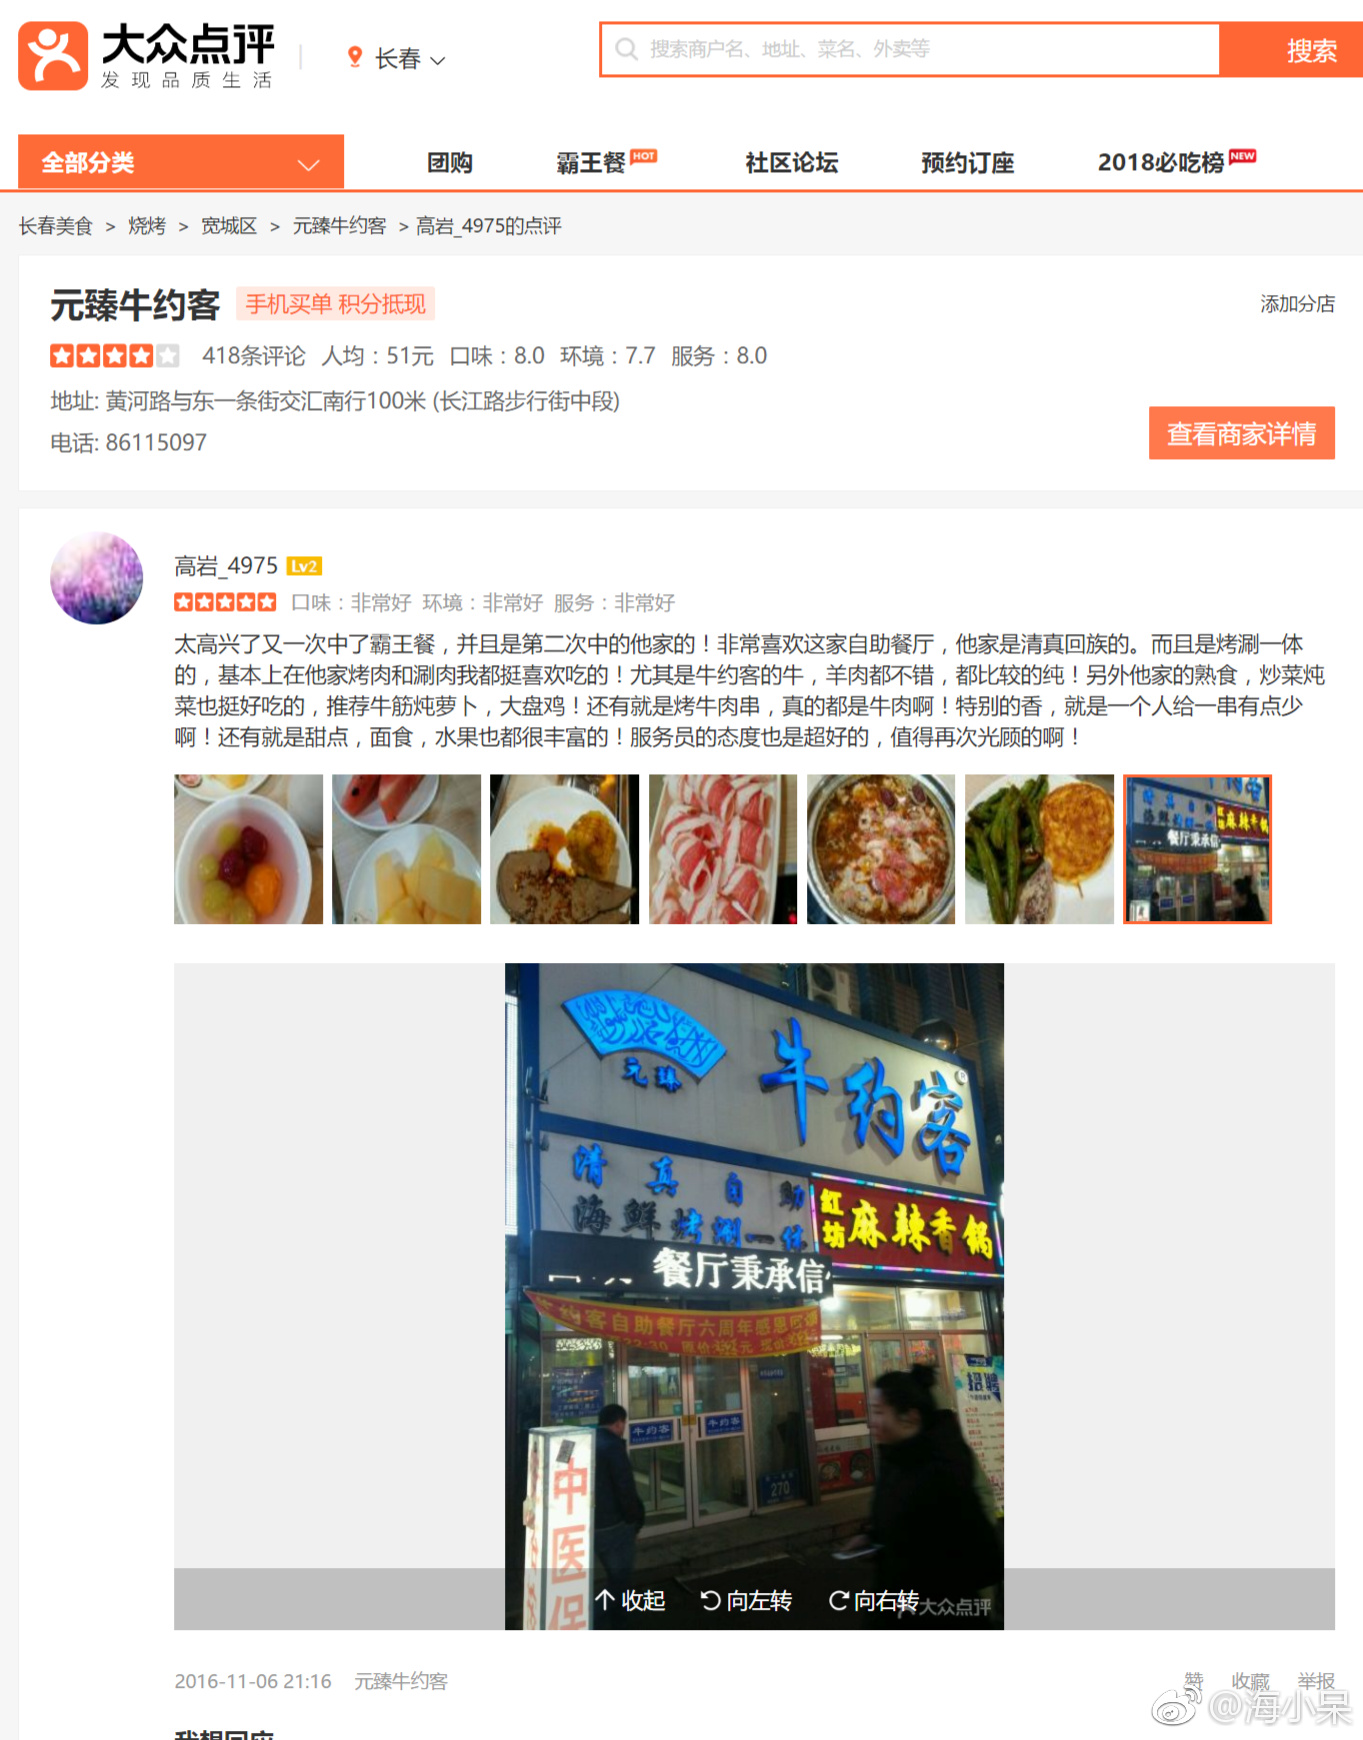 大众点评
发现品质生活
长春
搜索商户名、地址、菜名、外卖等
搜索
全部分类
团购
霸王餐 HOT
社区论坛
预约订座
2018必吃榜 NEW
长春美食 > 烧烤 > 宽城区 > 元臻牛约客 > 高岩_4975的点评
元臻牛约客 手机买单 积分抵现
添加分店
418条评论 人均：51元 口味：8.0 环境：7.7 服务：8.0
地址: 黄河路与东一条街交汇南行100米 (长江路步行街中段)
电话: 86115097
查看商家详情
高岩_4975 Lv2
口味：非常好 环境：非常好 服务：非常好
太高兴了又一次中了霸王餐，并且是第二次中的他家的！非常喜欢这家自助餐厅，他家是清真回族的。而且是烤涮一体
的，基本上在他家烤肉和涮肉我都挺喜欢吃的！尤其是牛约客的牛，羊肉都不错，都比较的纯！另外他家的熟食，炒菜炖
菜也挺好吃的，推荐牛筋炖萝卜，大盘鸡！还有就是烤牛肉串，真的都是牛肉啊！特别的香，就是一个人给一串有点少
啊！还有就是甜点，面食，水果也都很丰富的！服务员的态度也是超好的，值得再次光顾的啊！
元臻
牛约客
清真自助
海鲜烤涮一体
红坊
麻辣香锅
餐厅秉承信
牛约客自助餐厅六周年感恩回馈
牛约客
牛约客
招聘
270
中医保
收起
向左转
向右转
大众点评
2016-11-06 21:16 元臻牛约客
赞 收藏 举报
@海小呆
我想回应